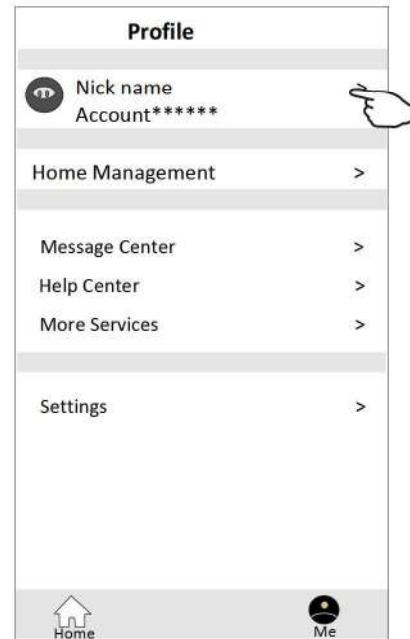 Profile
Nick name
Account******
Home Management >
Message Center >
Help Center >
More Services >
Settings >
Home Me